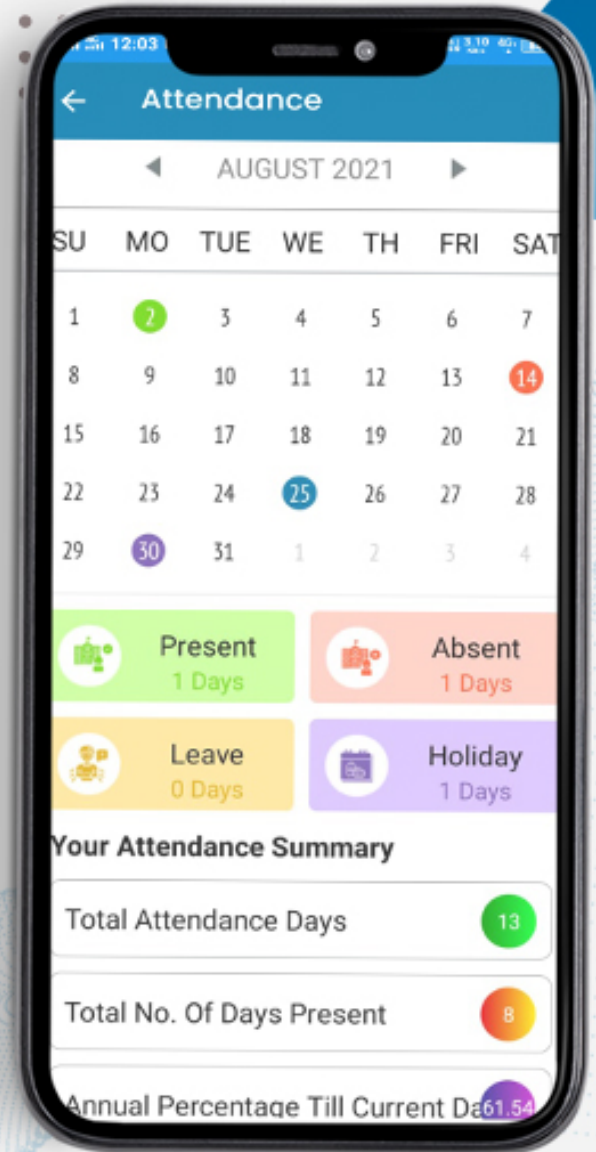 12:03
3.10 4G
Attendance
AUGUST 2021
SU MO TUE WE TH FRI SAT
1 2 3 4 5 6 7
8 9 10 11 12 13 14
15 16 17 18 19 20 21
22 23 24 25 26 27 28
29 30 31 1 2 3 4
Present
1 Days
Absent
1 Days
Leave
0 Days
Holiday
1 Days
Your Attendance Summary
Total Attendance Days 13
Total No. Of Days Present 8
Annual Percentage Till Current Da 61.54